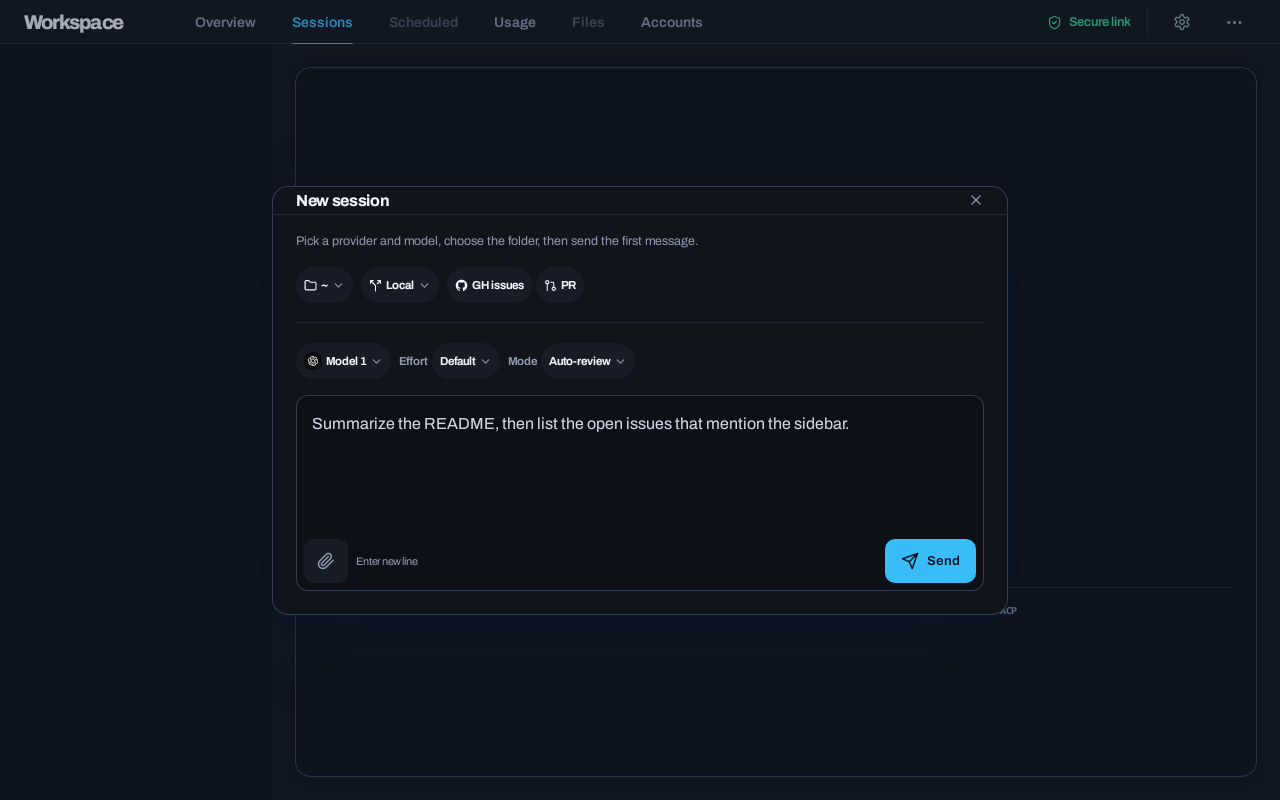 Workspace Overview Sessions Scheduled Usage Files Accounts Secure link
New session
Pick a provider and model, choose the folder, then send the first message.
~ Local GH issues PR
Model 1 Effort Default Mode Auto-review
Summarize the README, then list the open issues that mention the sidebar.
Enter new line Send
ACP